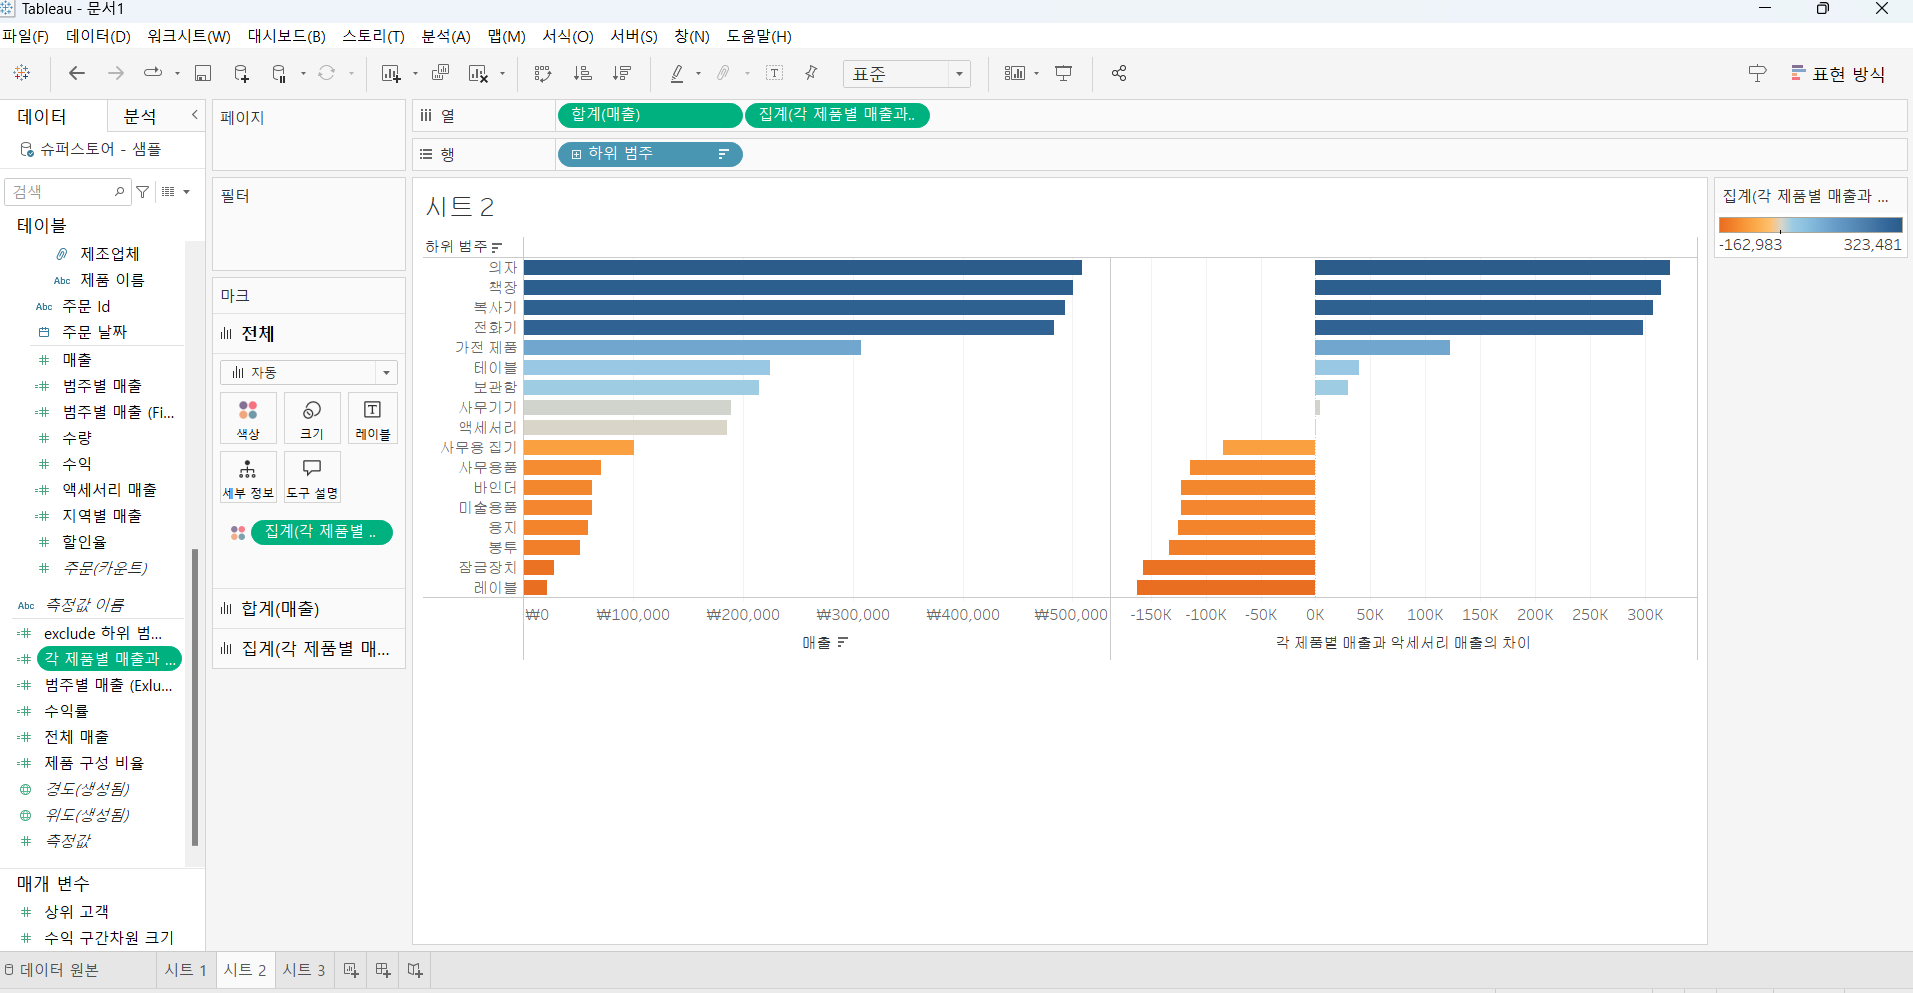 Tableau - 문서1
파일(F) 데이터(D) 워크시트(W) 대시보드(B) 스토리(T) 분석(A) 맵(M) 서식(O) 서버(S) 창(N) 도움말(H)
표준
표현 방식
데이터 분석
슈퍼스토어 - 샘플
검색
테이블
제조업체
Abc 제품 이름
Abc 주문 Id
주문 날짜
매출
범주별 매출
범주별 매출 (Fi...
수량
수익
액세서리 매출
지역별 매출
할인율
주문(카운트)
Abc 측정값 이름
exclude 하위 범...
각 제품별 매출과 ...
범주별 매출 (Exlu...
수익률
전체 매출
제품 구성 비율
경도(생성됨)
위도(생성됨)
측정값
매개 변수
상위 고객
수익 구간차원 크기
페이지
필터
마크
전체
자동
색상 크기 레이블
세부 정보 도구 설명
집계(각 제품별 ..
합계(매출)
집계(각 제품별 매...
열 합계(매출) 집계(각 제품별 매출과..
행 하위 범주
시트 2
하위 범주
의자
책장
복사기
전화기
가전 제품
테이블
보관함
사무기기
액세서리
사무용 집기
사무용품
바인더
미술용품
용지
봉투
잠금장치
레이블
₩0 ₩100,000 ₩200,000 ₩300,000 ₩400,000 ₩500,000
매출
-150K -100K -50K 0K 50K 100K 150K 200K 250K 300K
각 제품별 매출과 악세서리 매출의 차이
집계(각 제품별 매출과 ...
-162,983 323,481
데이터 원본 시트 1 시트 2 시트 3